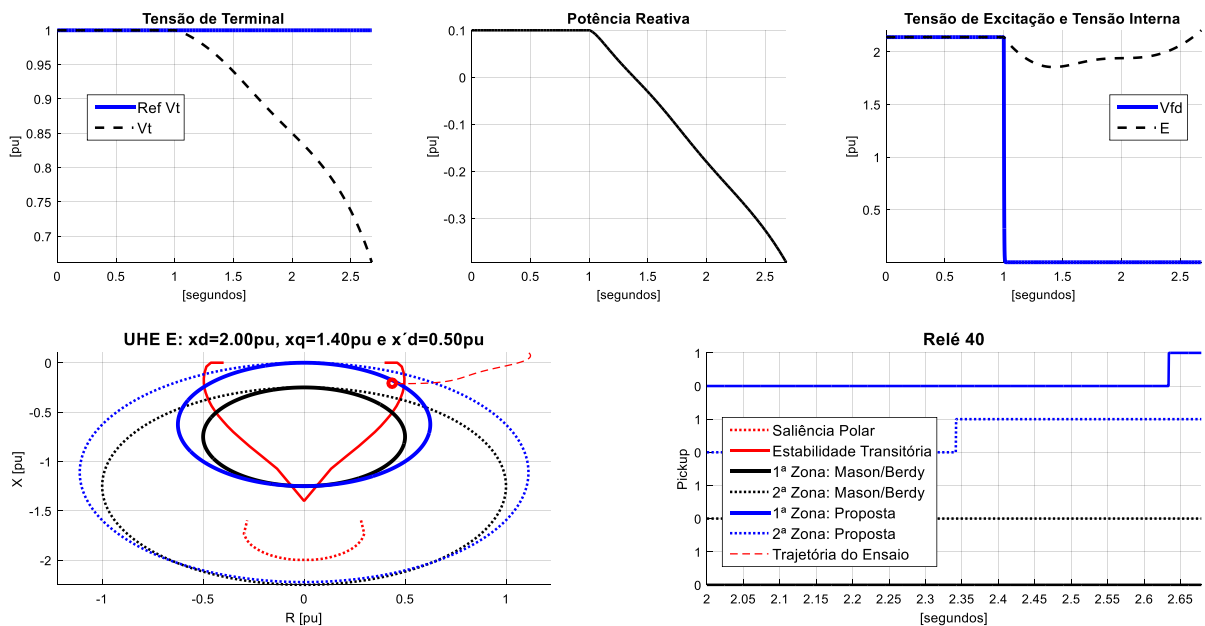 Tensão de Terminal
1
0.95
0.9
0.85
0.8
0.75
0.7
[pu]
Ref Vt
Vt
0
0.5
1
1.5
2
2.5
[segundos]
Potência Reativa
0.1
0
-0.1
-0.2
-0.3
[pu]
0
0.5
1
1.5
2
2.5
[segundos]
Tensão de Excitação e Tensão Interna
2
1.5
1
0.5
[pu]
Vfd
E
0
0.5
1
1.5
2
2.5
[segundos]
UHE E: xd=2.00pu, xq=1.40pu e x´d=0.50pu
0
-0.5
-1
-1.5
-2
X [pu]
-1
-0.5
0
0.5
1
R [pu]
Relé 40
1
0
1
0
1
0
1
0
Pickup
Saliência Polar
Estabilidade Transitória
1ª Zona: Mason/Berdy
2ª Zona: Mason/Berdy
1ª Zona: Proposta
2ª Zona: Proposta
Trajetória do Ensaio
2
2.05
2.1
2.15
2.2
2.25
2.3
2.35
2.4
2.45
2.5
2.55
2.6
2.65
[segundos]